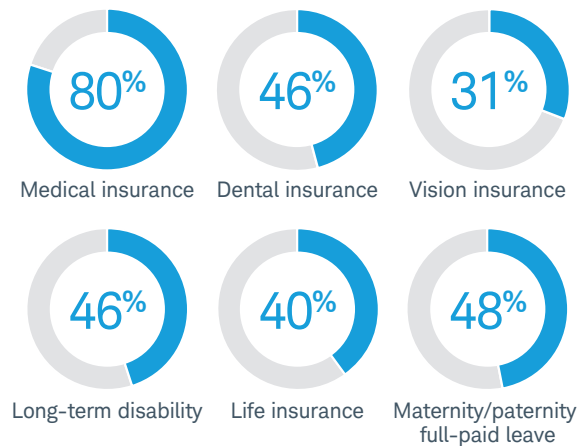 80%
46%
31%
Medical insurance
Dental insurance
Vision insurance
46%
40%
48%
Long-term disability
Life insurance
Maternity/paternity
full-paid leave